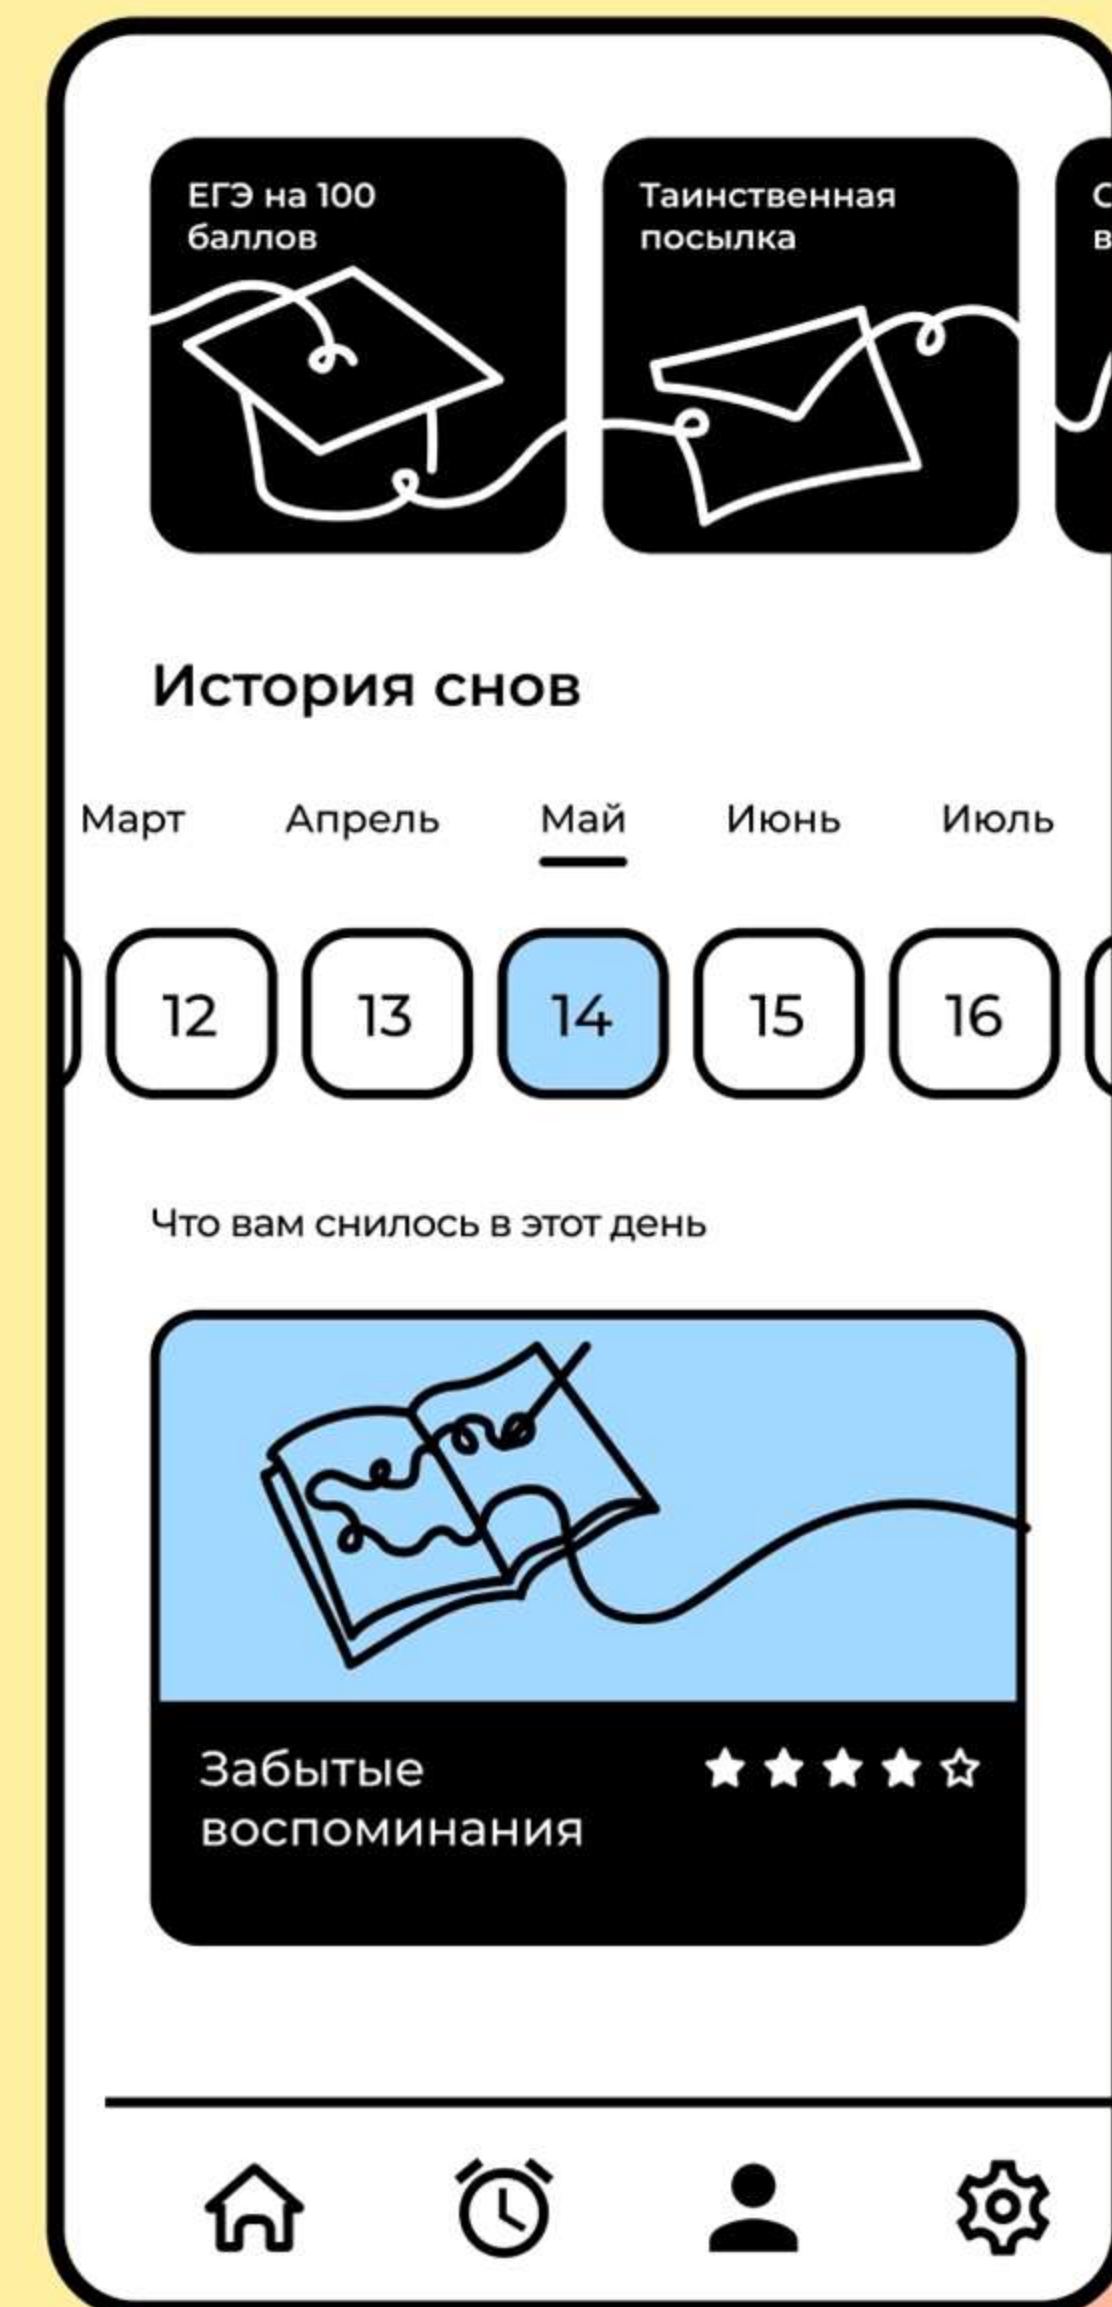 ЕГЭ на 100
баллов
Таинственная
посылка
История снов
Март Апрель Май Июнь Июль
12 13 14 15 16
Что вам снилось в этот день
Забытые
воспоминания